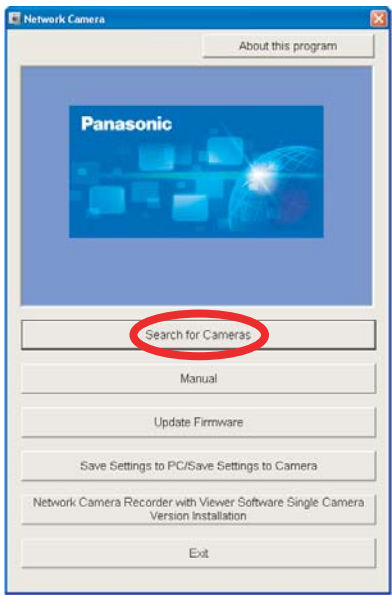 Network Camera
About this program
Panasonic
Search for Cameras
Manual
Update Firmware
Save Settings to PC/Save Settings to Camera
Network Camera Recorder with Viewer Software Single Camera
Version Installation
Exit